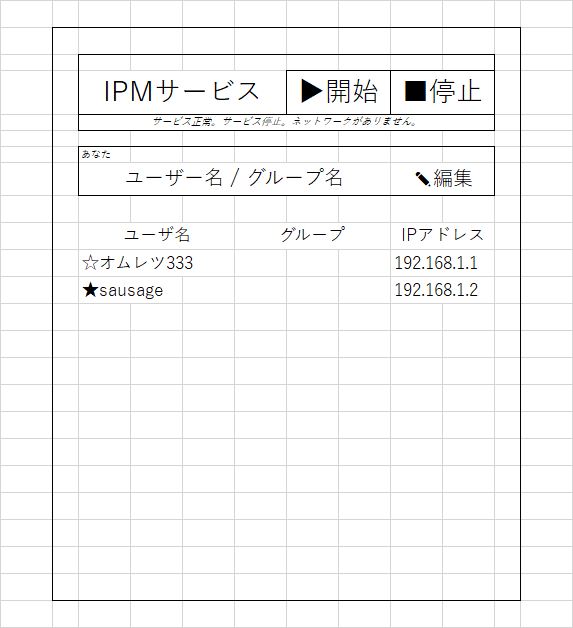 IPMサービス ▶開始 ■停止
サービス正常。サービス停止。ネットワークがありません。
あなた
ユーザー名 / グループ名 編集
ユーザ名 グループ IPアドレス
☆オムレツ333 192.168.1.1
★sausage 192.168.1.2